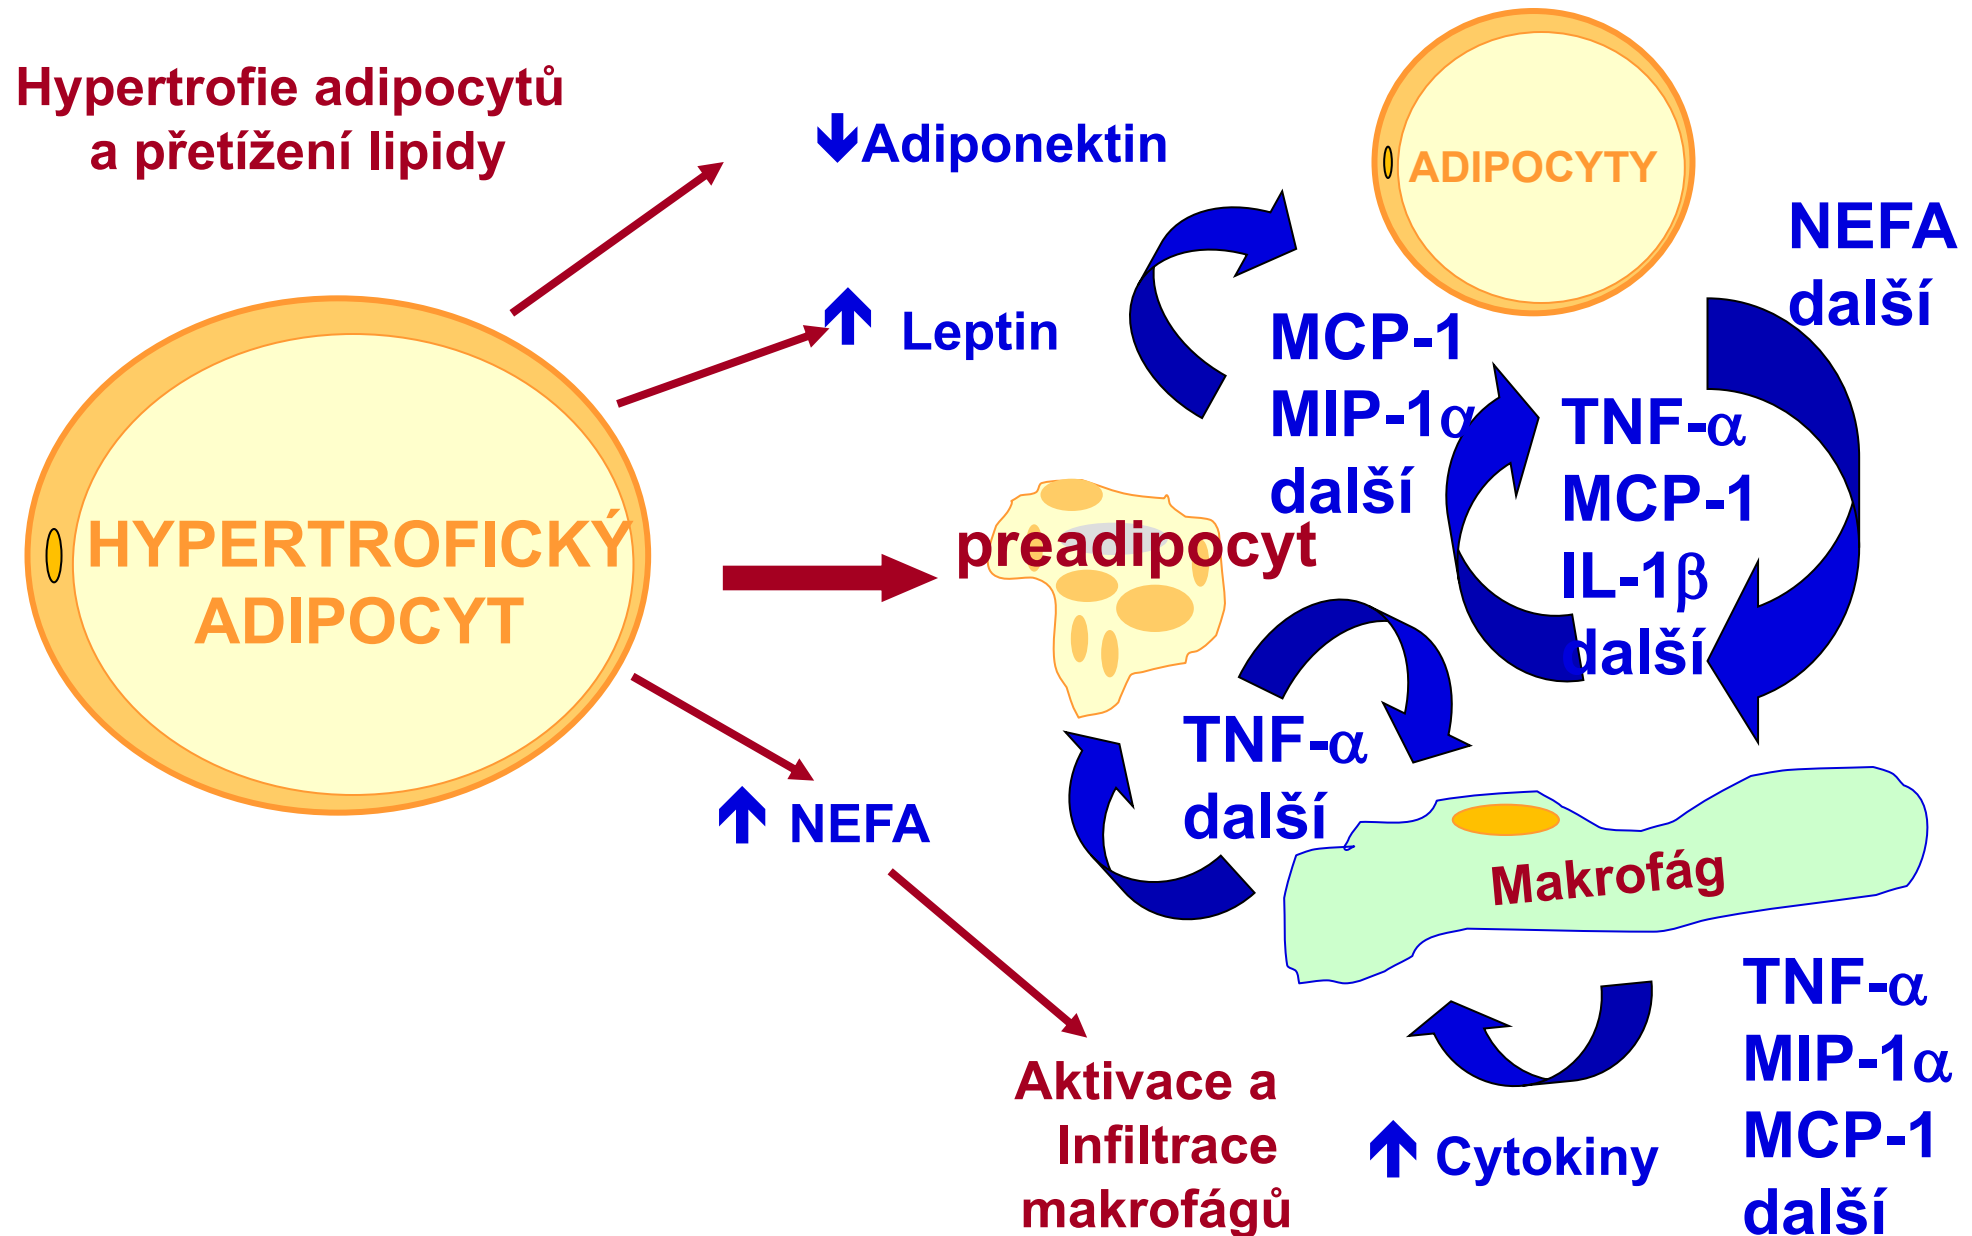 Hypertrofie adipocytů
a přetížení lipidy
Adiponektin
Leptin
HYPERTROFICKÝ
ADIPOCYT
NEFA
Aktivace a
Infiltrace
makrofágů
preadipocyt
ADIPOCYTY
MCP-1
MIP-1α
další
NEFA
další
TNF-α
MCP-1
IL-1β
další
TNF-α
další
Makrofág
Cytokiny
TNF-α
MIP-1α
MCP-1
další